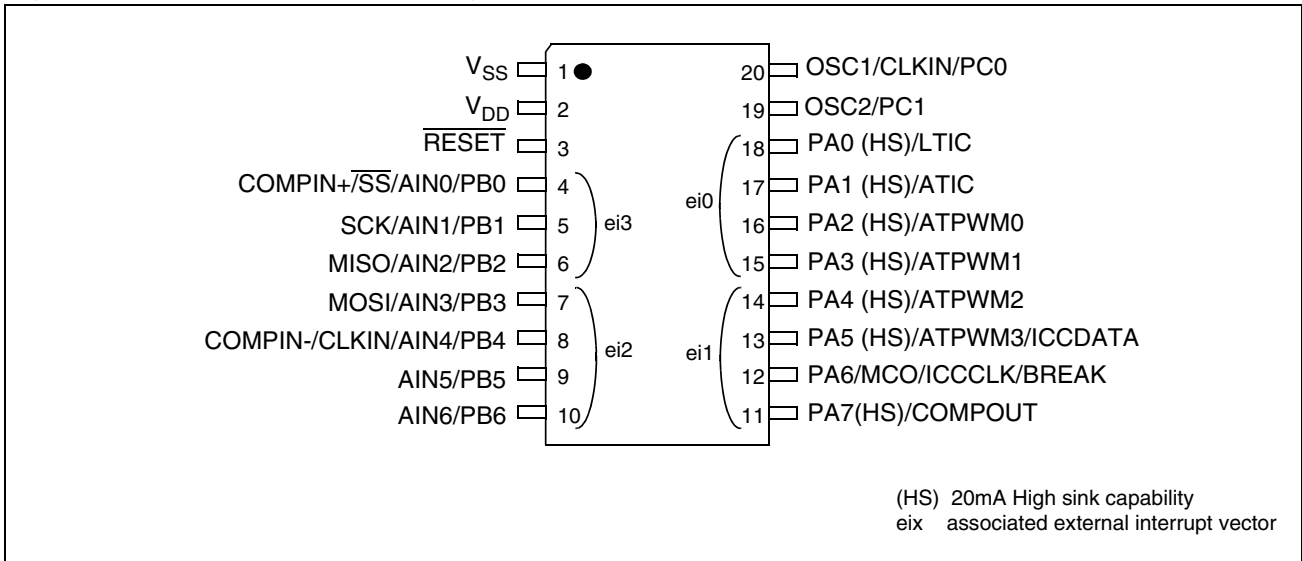 VSS 1 20 OSC1/CLKIN/PC0
VDD 2 19 OSC2/PC1
RESET 3 18 PA0 (HS)/LTIC
COMPIN+/SS/AIN0/PB0 4 17 PA1 (HS)/ATIC
ei0
SCK/AIN1/PB1 5 ei3 16 PA2 (HS)/ATPWM0
MISO/AIN2/PB2 6 15 PA3 (HS)/ATPWM1
MOSI/AIN3/PB3 7 14 PA4 (HS)/ATPWM2
COMPIN-/CLKIN/AIN4/PB4 8 ei2 ei1 13 PA5 (HS)/ATPWM3/ICCDATA
AIN5/PB5 9 12 PA6/MCO/ICCCLK/BREAK
AIN6/PB6 10 11 PA7(HS)/COMPOUT
(HS) 20mA High sink capability
eix associated external interrupt vector